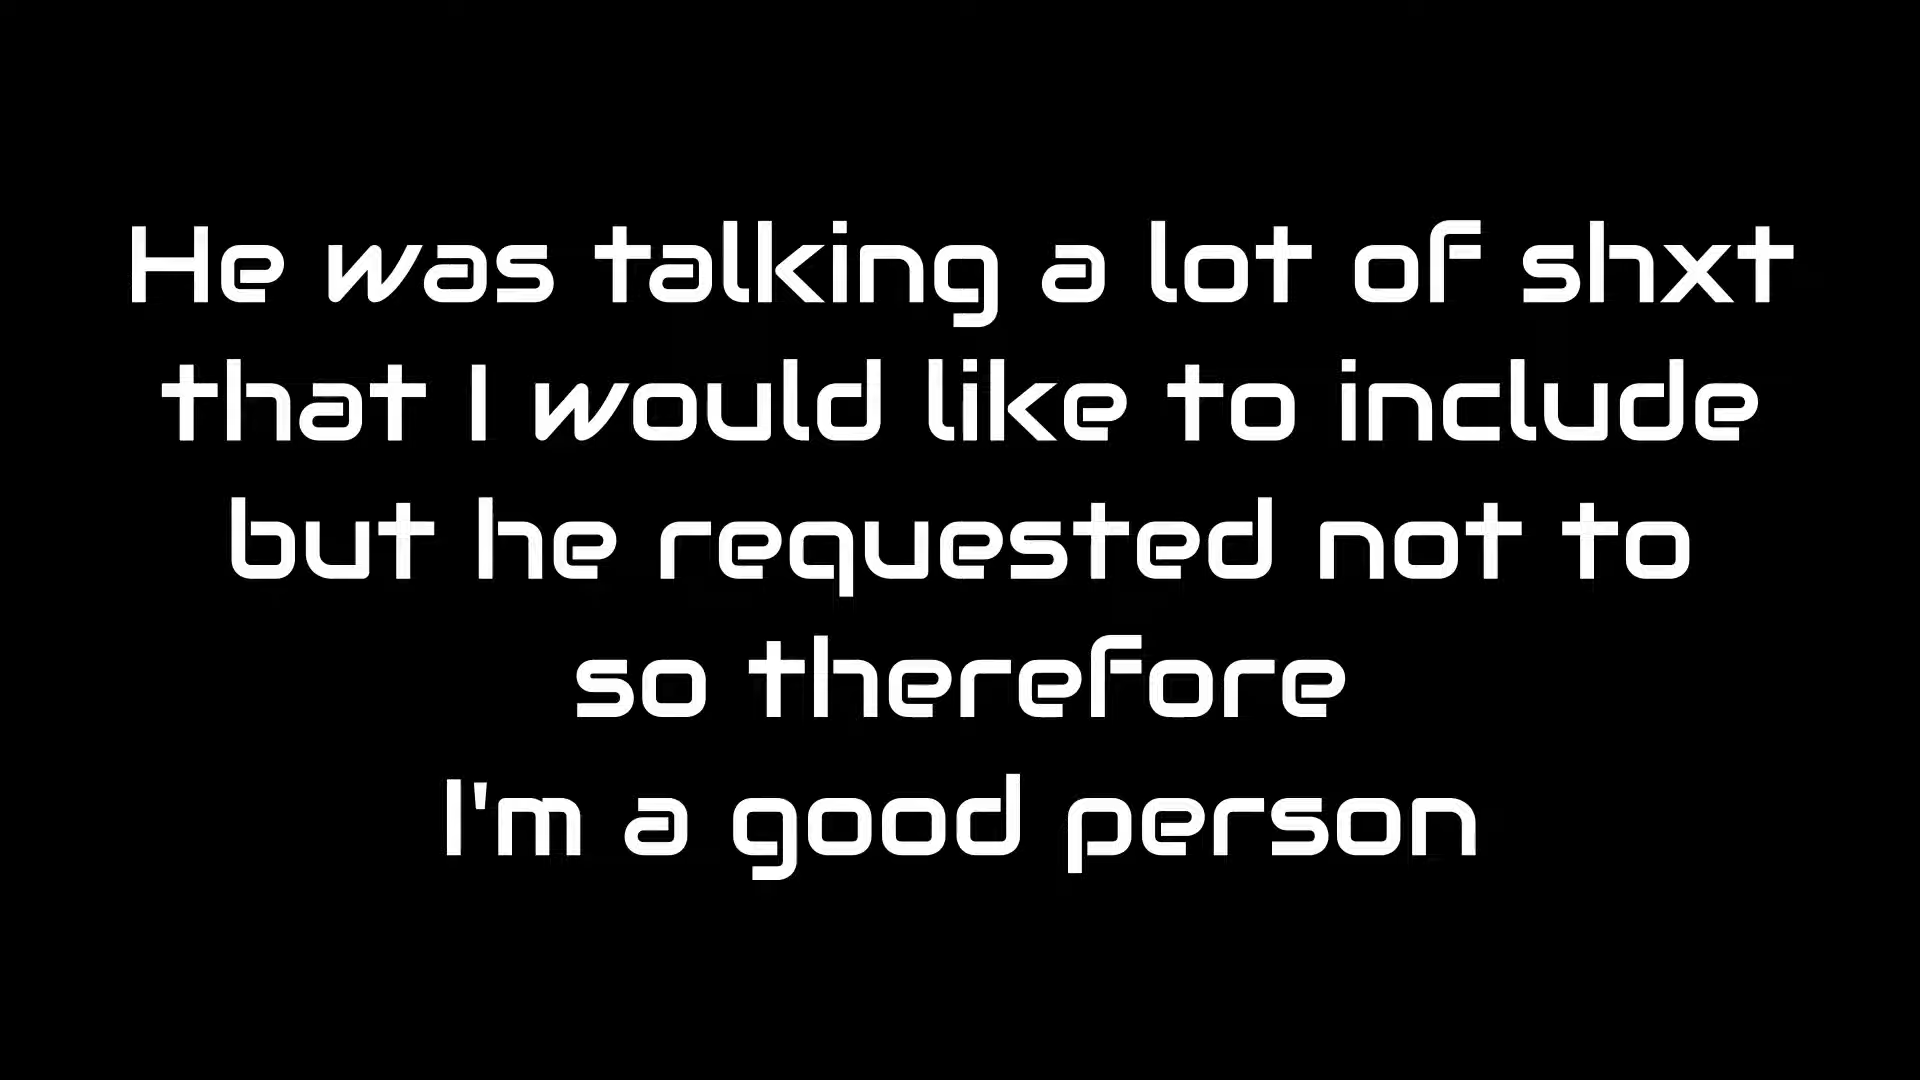 He was talking a lot of shxt
that I would like to include
but he requested not to
so therefore
I'm a good person